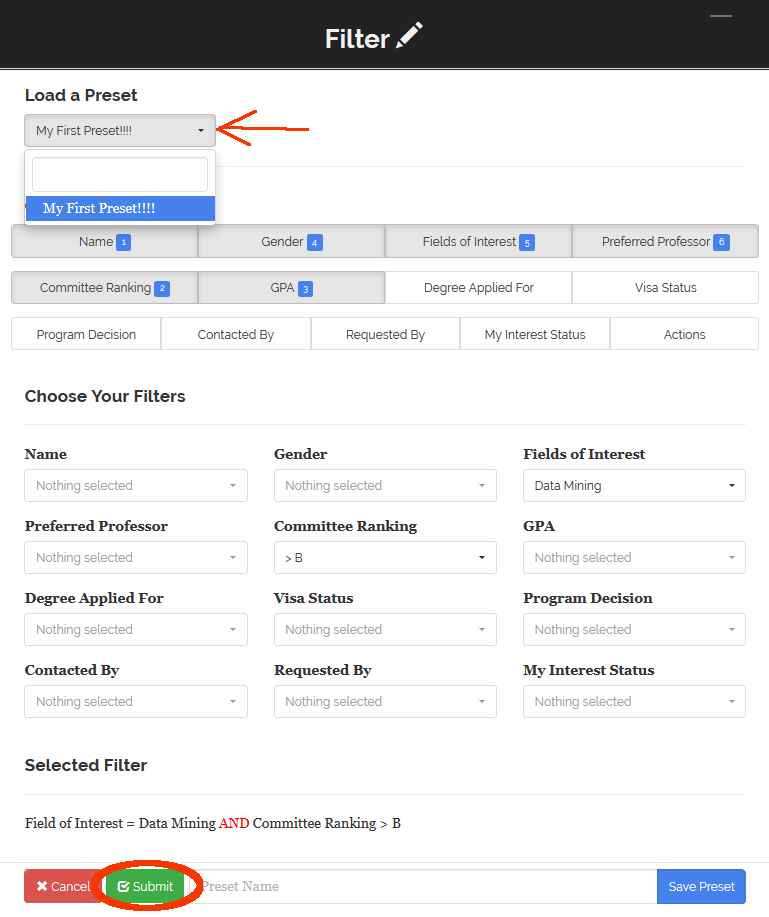 Filter
Load a Preset
My First Preset!!!!
My First Preset!!!!
Name 1 Gender 4 Fields of Interest 5 Preferred Professor 6
Committee Ranking 2 GPA 3 Degree Applied For Visa Status
Program Decision Contacted By Requested By My Interest Status Actions
Choose Your Filters
Name Gender Fields of Interest
Nothing selected Nothing selected Data Mining
Preferred Professor Committee Ranking GPA
Nothing selected > B Nothing selected
Degree Applied For Visa Status Program Decision
Nothing selected Nothing selected Nothing selected
Contacted By Requested By My Interest Status
Nothing selected Nothing selected Nothing selected
Selected Filter
Field of Interest = Data Mining AND Committee Ranking > B
Cancel Submit Preset Name Save Preset